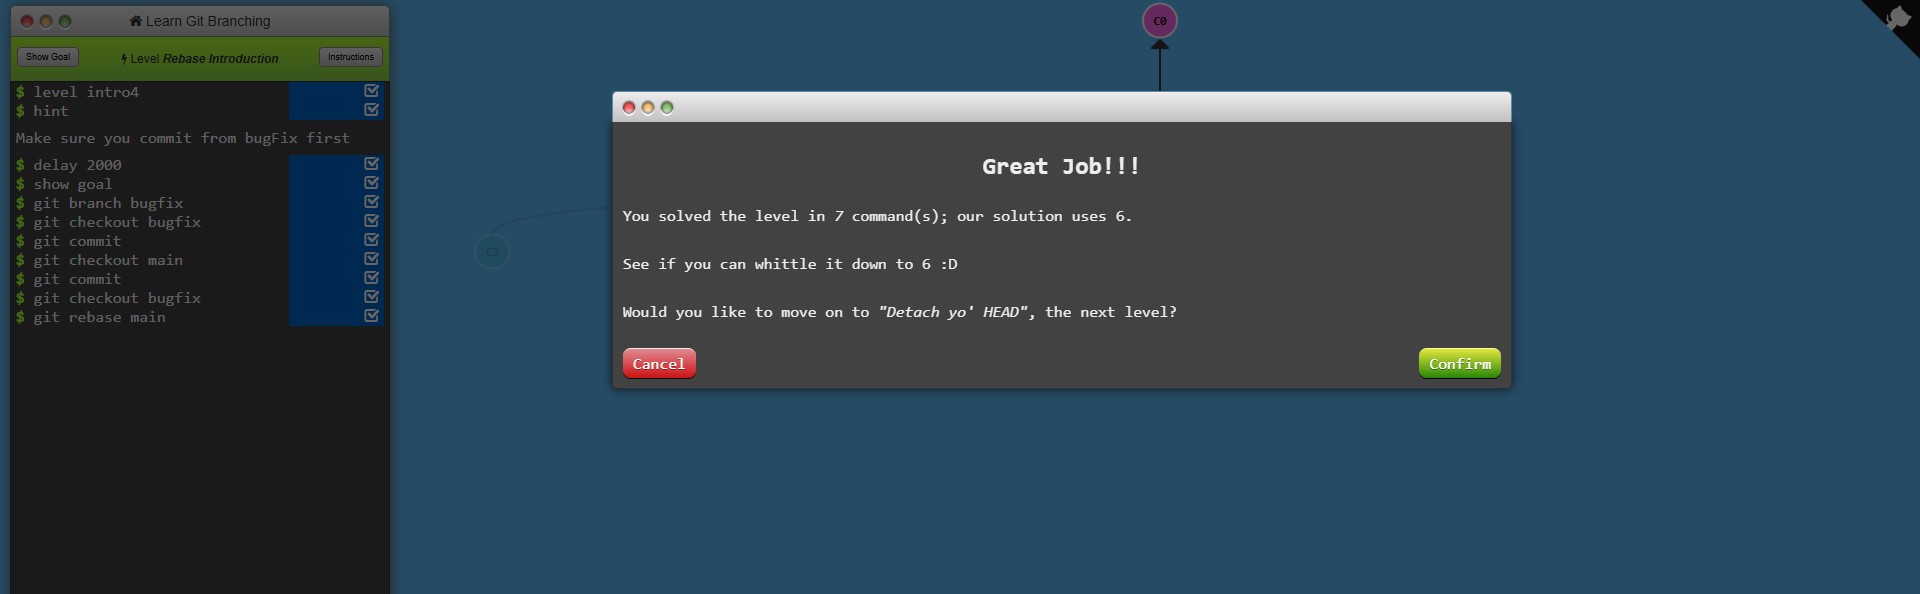 Learn Git Branching
Show Goal
Level Rebase Introduction
Instructions
$ level intro4
$ hint
Make sure you commit from bugFix first
$ delay 2000
$ show goal
$ git branch bugfix
$ git checkout bugfix
$ git commit
$ git checkout main
$ git commit
$ git checkout bugfix
$ git rebase main
C0
C2
Great Job!!!
You solved the level in 7 command(s); our solution uses 6.
See if you can whittle it down to 6 :D
Would you like to move on to "Detach yo' HEAD", the next level?
Cancel
Confirm